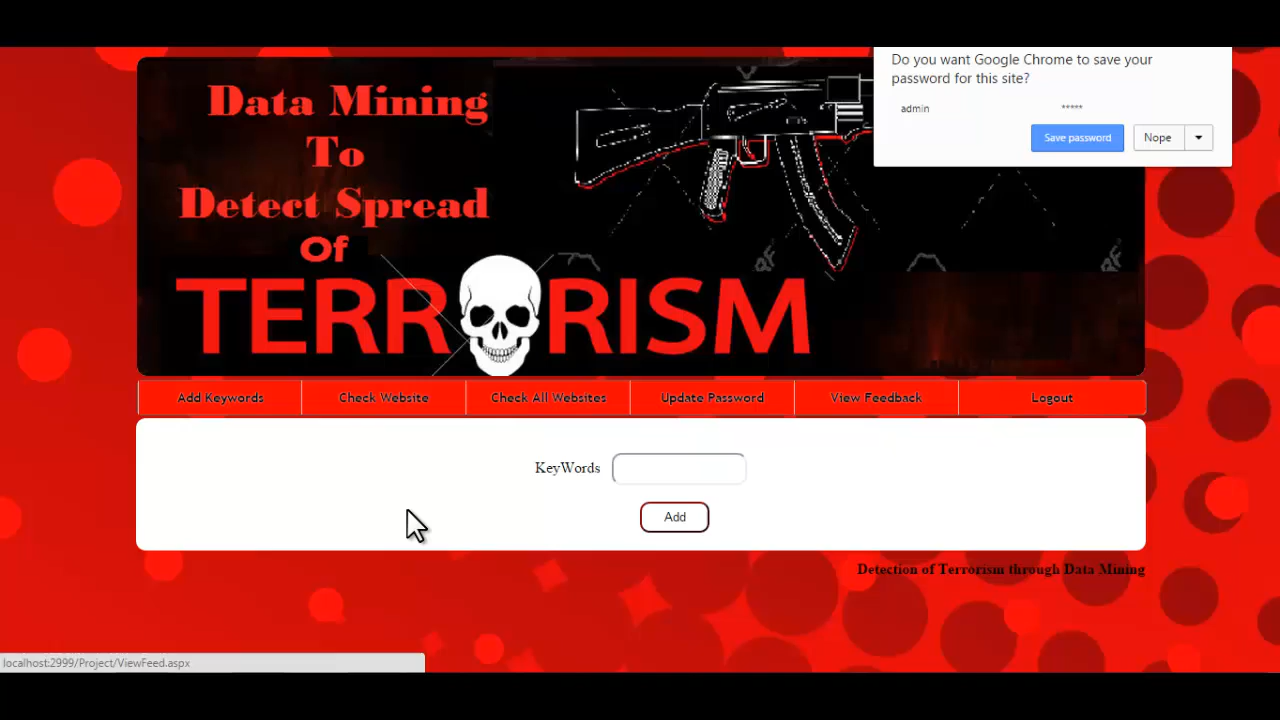 Data Mining
To
Detect Spread
Of
TERRORISM
Do you want Google Chrome to save your
password for this site?
admin *****
Save password Nope
Add Keywords Check Website Check All Websites Update Password View Feedback Logout
KeyWords
Add
Detection of Terrorism through Data Mining
localhost:2999/Project/ViewFeed.aspx